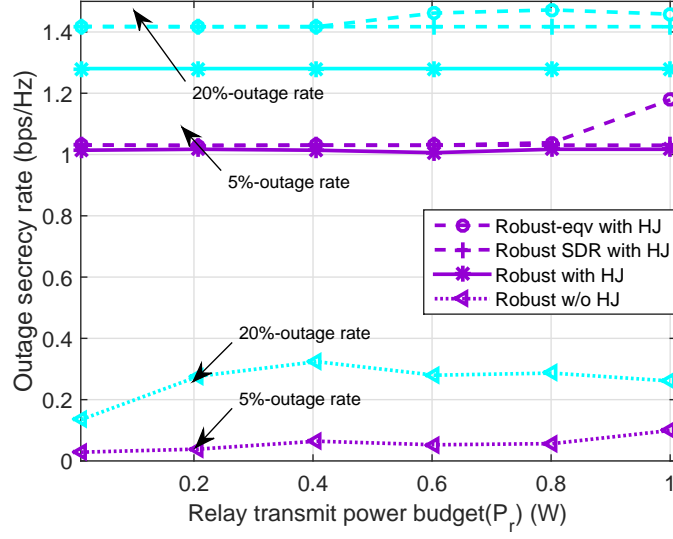 1.4
1.2
1
0.8
0.6
0.4
0.2
0
Outage secrecy rate (bps/Hz)
20%-outage rate
5%-outage rate
Robust-eqv with HJ
Robust SDR with HJ
Robust with HJ
Robust w/o HJ
20%-outage rate
5%-outage rate
0.2
0.4
0.6
0.8
1
Relay transmit power budget(P_r) (W)